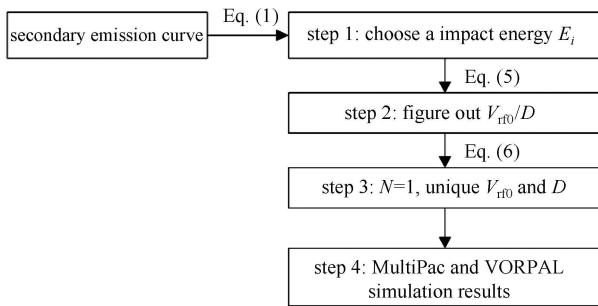 secondary emission curve
Eq. (1)
step 1: choose a impact energy Ei
Eq. (5)
step 2: figure out Vrf0/D
Eq. (6)
step 3: N=1, unique Vrf0 and D
step 4: MultiPac and VORPAL
simulation results